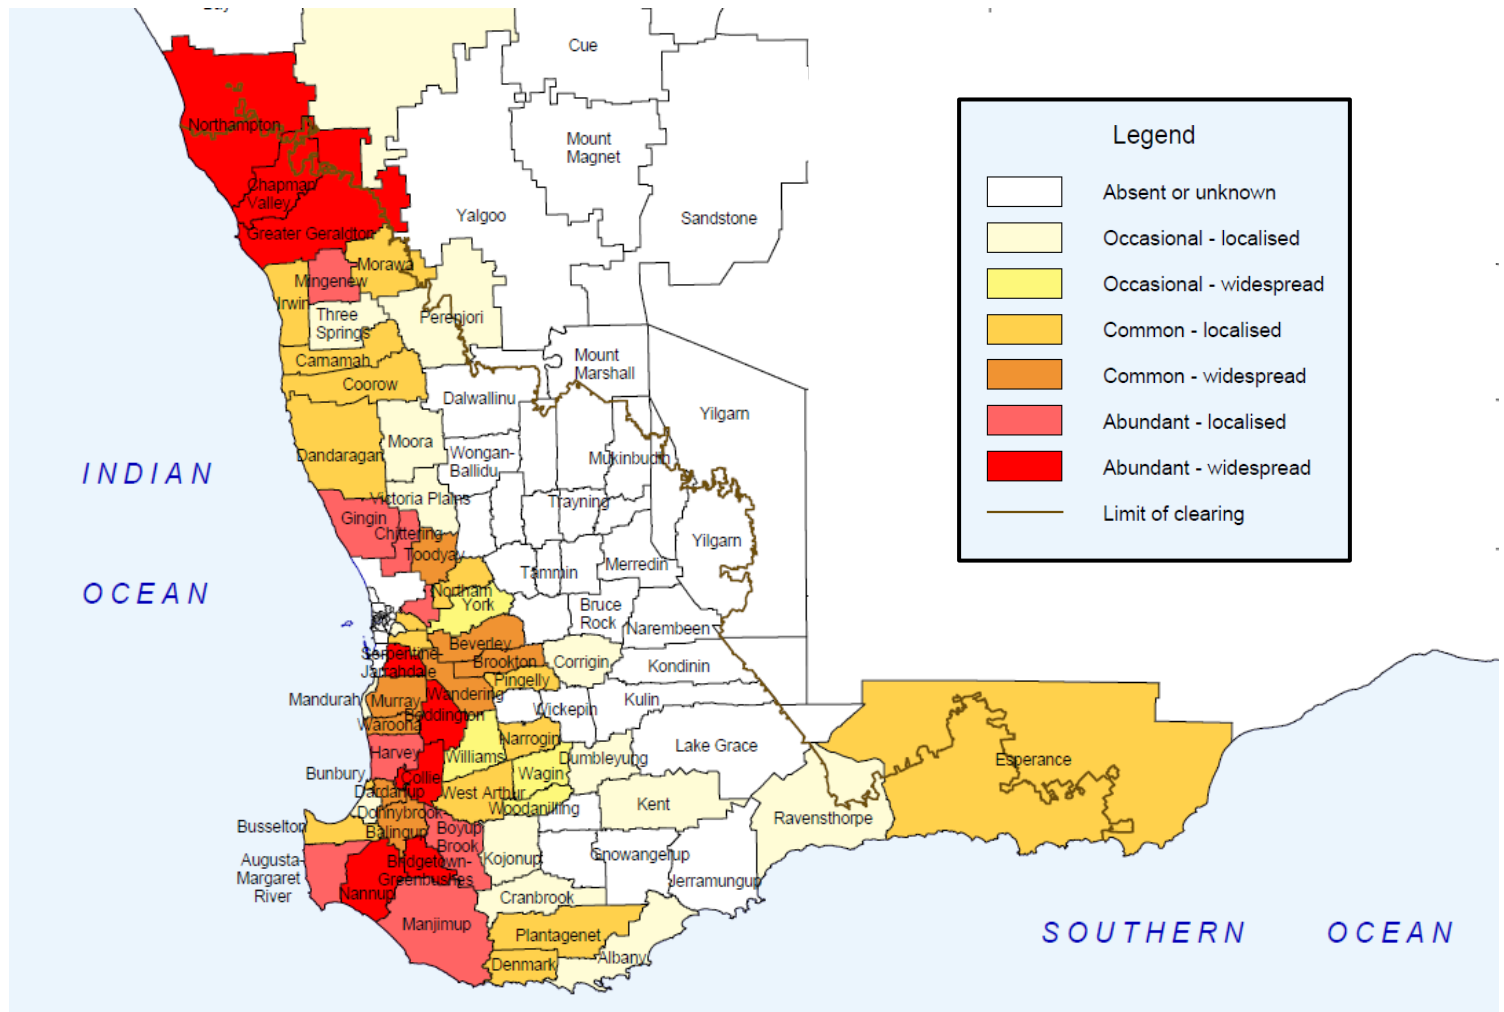 Cue
Northampton
Mount
Magnet
Chapman
Valley
Yalgoo
Sandstone
Greater Geraldton
Morawa
Mingenew
Irwin
Three
Springs
Perenjori
Carnamah
Mount
Marshall
Coorow
Dalwallinu
Yilgarn
Moora
Dandaragan
Wongan-
Ballidu
Mukinbudin
Victoria Plains
Trayning
Gingin
Chittering
Toodyay
Yilgarn
Tammin
Merredin
Northam
York
Bruce
Rock
Narembeen
Beverley
Serpentine-
Jarrahdale
Brookton
Corrigin
Kondinin
Pingelly
Mandurah
Murray
Wandering
Kulin
Wickepin
Boddington
Waroona
Narrogin
Lake Grace
Harvey
Williams
Dumbleyung
Esperance
Bunbury
Collie
Wagin
Dardanup
West Arthur
Woodanilling
Kent
Donnybrook-
Balingup
Ravensthorpe
Busselton
Boyup
Brook
Augusta-
Margaret
River
Bridgetown-
Greenbushes
Kojonup
Gnowangerup
Jerramungup
Nannup
Cranbrook
Manjimup
Plantagenet
Denmark
Albany
INDIAN
OCEAN
SOUTHERN OCEAN
Legend
Absent or unknown
Occasional - localised
Occasional - widespread
Common - localised
Common - widespread
Abundant - localised
Abundant - widespread
Limit of clearing